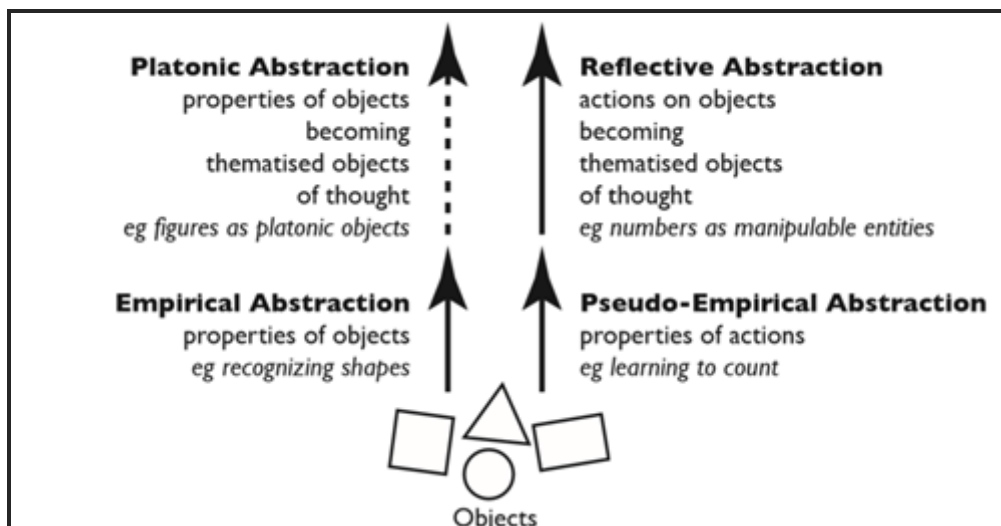 Platonic Abstraction
properties of objects
becoming
thematised objects
of thought
eg figures as platonic objects
Reflective Abstraction
actions on objects
becoming
thematised objects
of thought
eg numbers as manipulable entities
Empirical Abstraction
properties of objects
eg recognizing shapes
Pseudo-Empirical Abstraction
properties of actions
eg learning to count
Objects